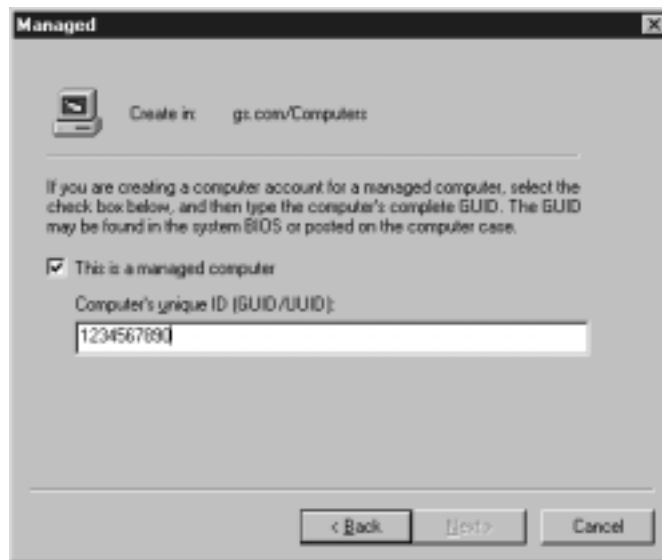 Managed
Create in: gs.com/Computers
If you are creating a computer account for a managed computer, select the
check box below, and then type the computer's complete GUID. The GUID
may be found in the system BIOS or posted on the computer case.
This is a managed computer
Computer's unique ID (GUID/UUID):
1234567890
< Back Next > Cancel